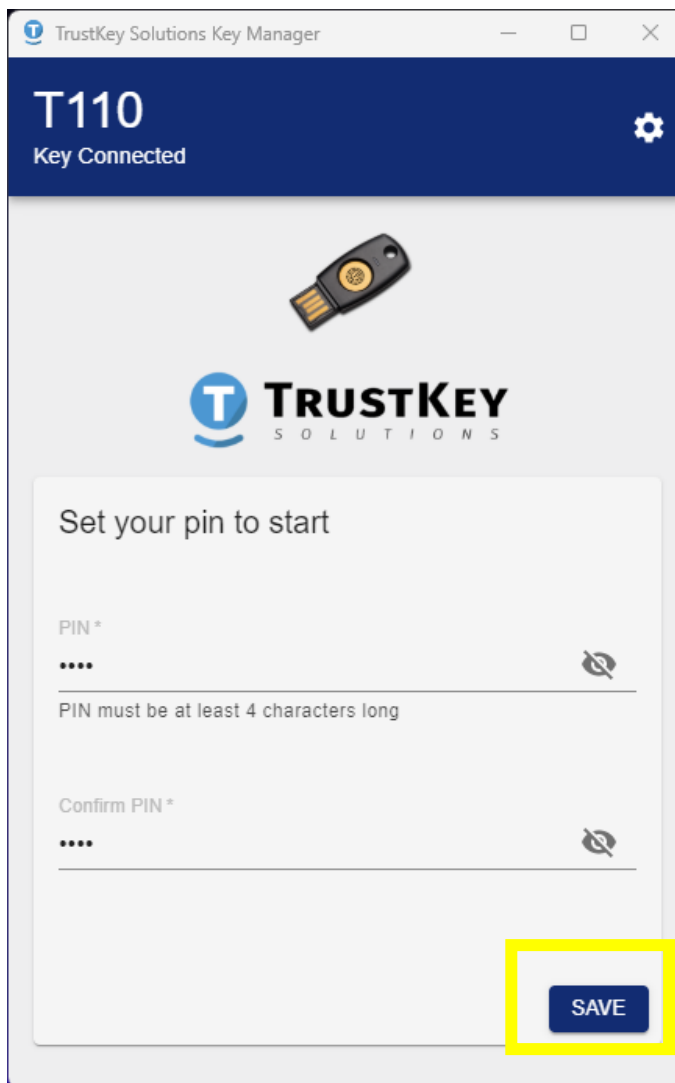 TrustKey Solutions Key Manager
T110
Key Connected
T TRUSTKEY
SOLUTIONS
Set your pin to start
PIN *
••••
PIN must be at least 4 characters long
Confirm PIN *
••••
SAVE